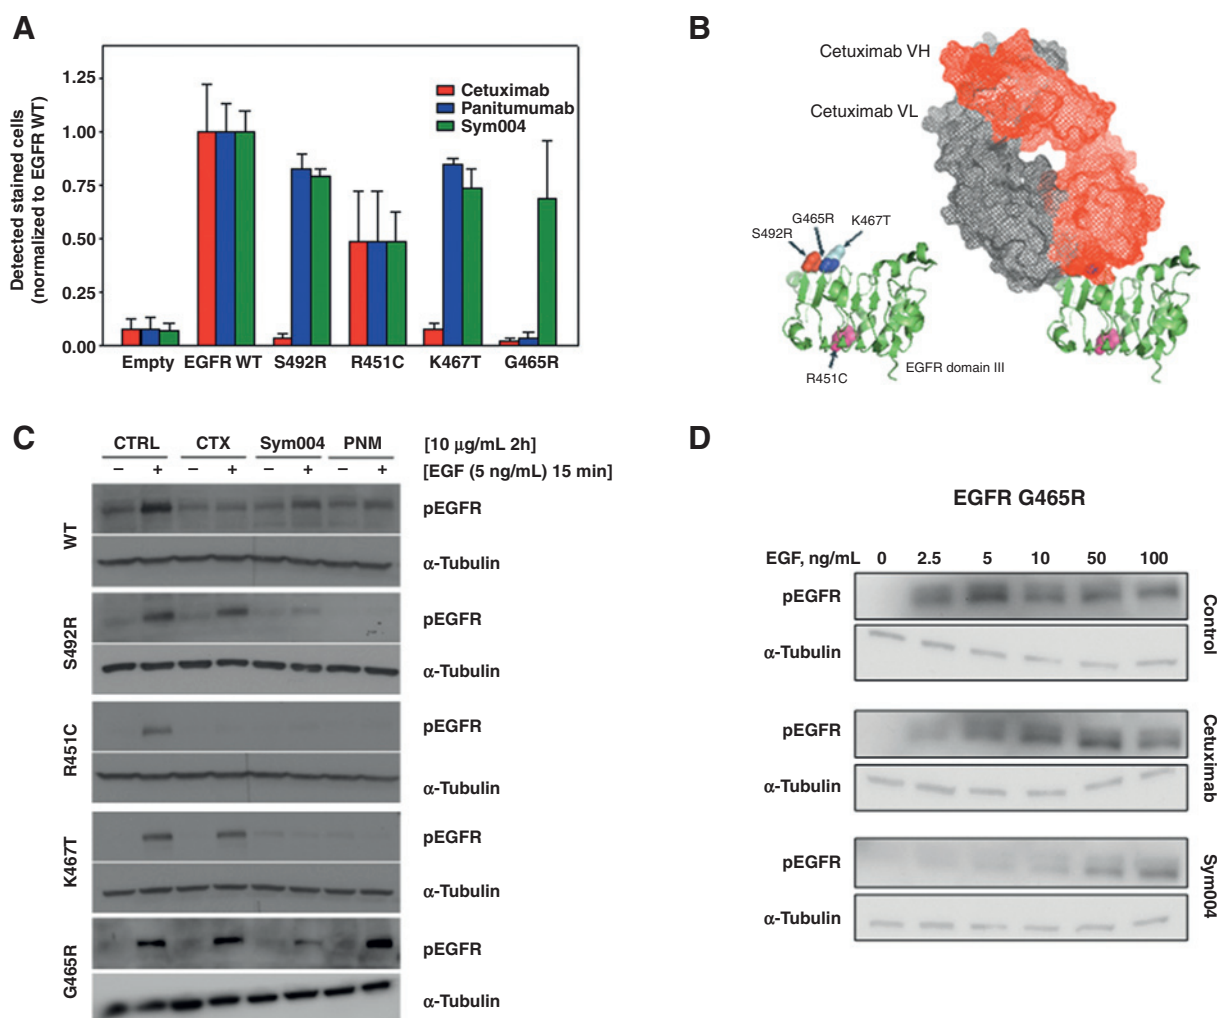 A
Detected stained cells
(normalized to EGFR WT)
1.25
1.00
0.75
0.50
0.25
0.00
Cetuximab
Panitumumab
Sym004
Empty EGFR WT S492R R451C K467T G465R
B
Cetuximab VH
Cetuximab VL
G465R
K467T
S492R
R451C
EGFR domain III
C
CTRL CTX Sym004 PNM [10 μg/mL 2h]
– + – + – + – + [EGF (5 ng/mL) 15 min]
WT
pEGFR
α-Tubulin
S492R
pEGFR
α-Tubulin
R451C
pEGFR
α-Tubulin
K467T
pEGFR
α-Tubulin
G465R
pEGFR
α-Tubulin
D
EGFR G465R
EGF, ng/mL 0 2.5 5 10 50 100
pEGFR
α-Tubulin
Control
pEGFR
α-Tubulin
Cetuximab
pEGFR
α-Tubulin
Sym004